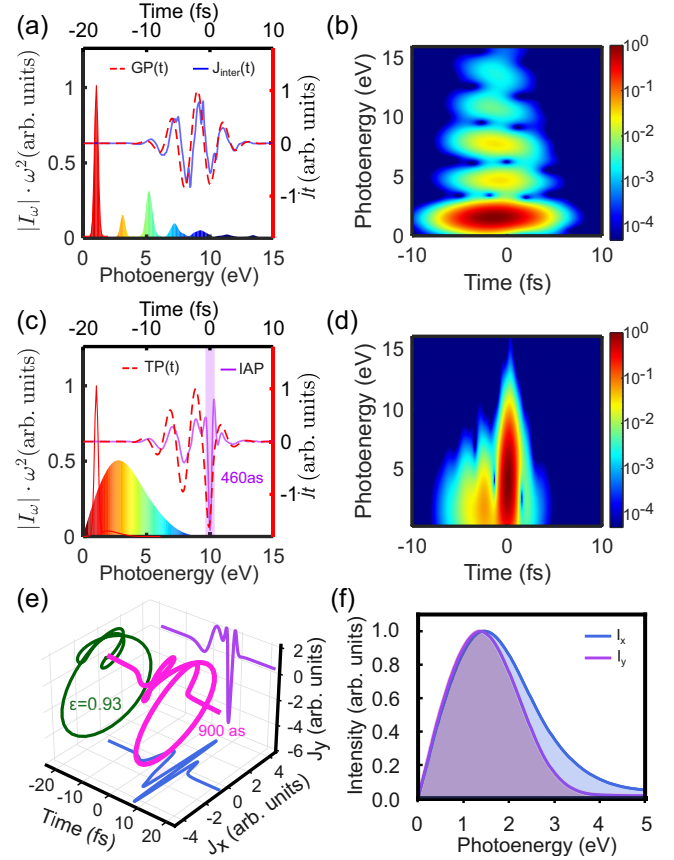 (a)
Time (fs)
-20 -10 0 10
GP(t)
J_inter(t)
|I_ω| · ω² (arb. units)
1
0.5
0
1
0
-1
Jt (arb. units)
0 5 10 15
Photoenergy (eV)
(b)
Photoenergy (eV)
15
10
5
0
-10 0 10
Time (fs)
10^0
10^-1
10^-2
10^-3
10^-4
(c)
Time (fs)
-20 -10 0 10
TP(t)
IAP
460as
|I_ω| · ω² (arb. units)
1
0.5
0
1
0
-1
Jt (arb. units)
0 5 10 15
Photoenergy (eV)
(d)
Photoenergy (eV)
15
10
5
-10 0 10
Time (fs)
10^0
10^-1
10^-2
10^-3
10^-4
(e)
ε=0.93
900 as
2
0
-2
-4
-6
Jy (arb. units)
-20
-10
0
10
20
Time (fs)
-4
-2
0
2
4
Jx (arb. units)
(f)
I_x
I_y
Intensity (arb. units)
1.0
0.8
0.6
0.4
0.2
0.0
0 1 2 3 4 5
Photoenergy (eV)